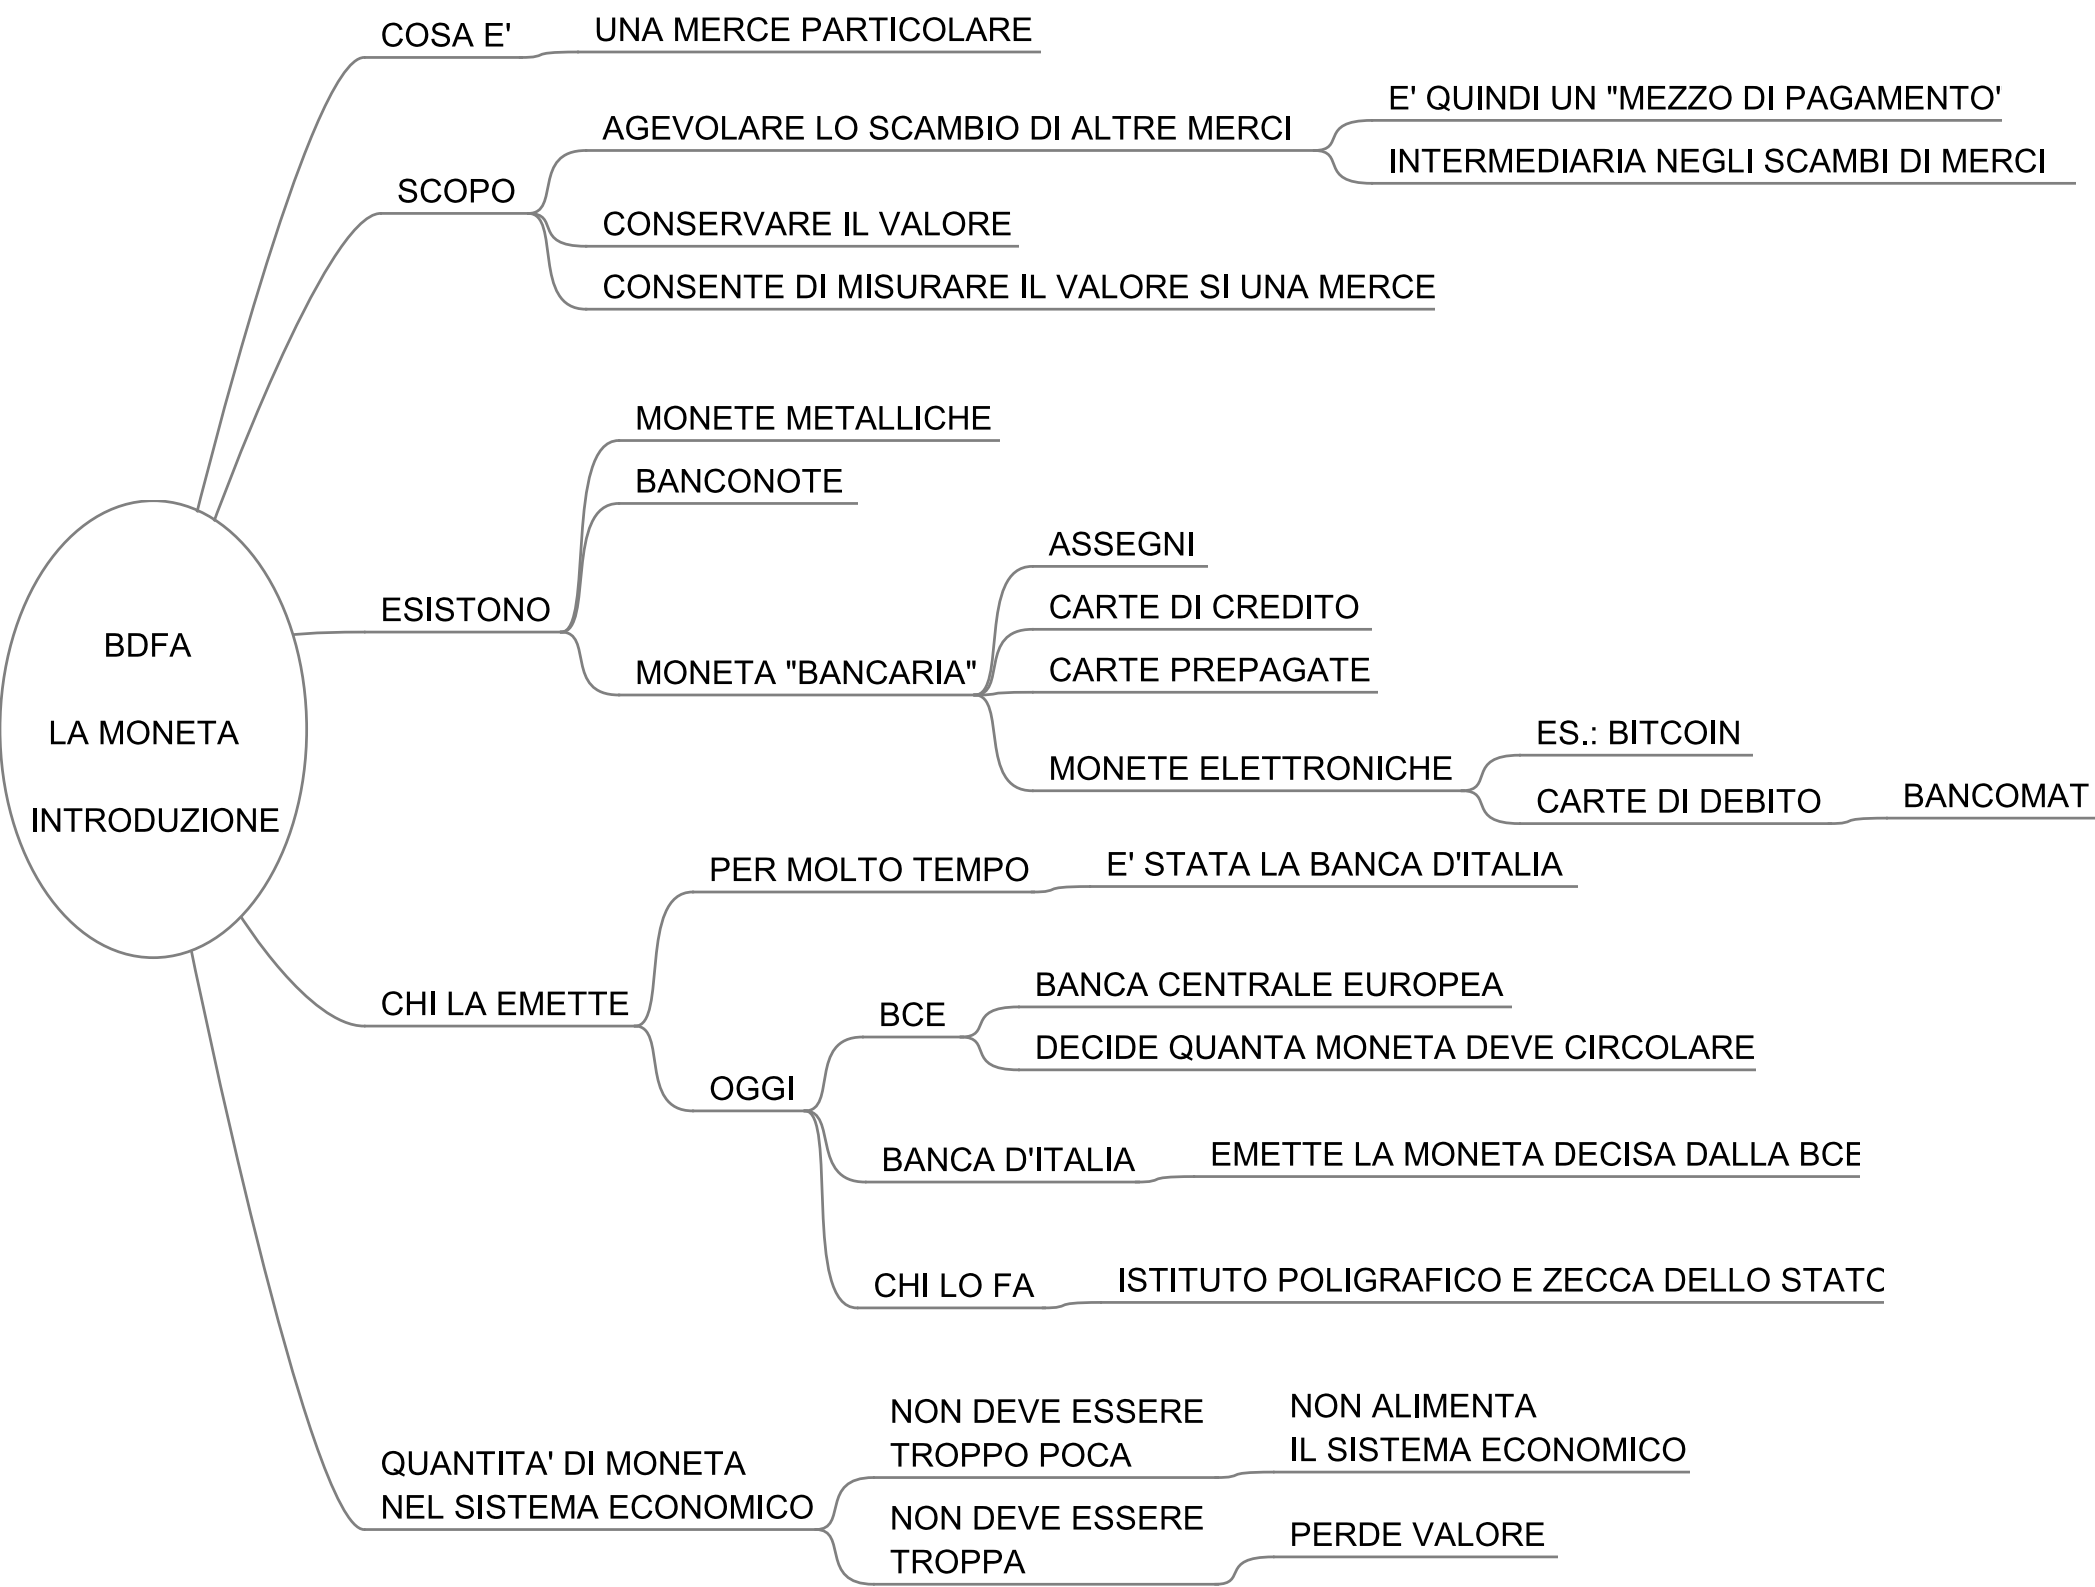 COSA E'
UNA MERCE PARTICOLARE
SCOPO
AGEVOLARE LO SCAMBIO DI ALTRE MERCI
E' QUINDI UN "MEZZO DI PAGAMENTO'
INTERMEDIARIA NEGLI SCAMBI DI MERCI
CONSERVARE IL VALORE
CONSENTE DI MISURARE IL VALORE SI UNA MERCE
BDFA
LA MONETA
INTRODUZIONE
ESISTONO
MONETE METALLICHE
BANCONOTE
MONETA "BANCARIA"
ASSEGNI
CARTE DI CREDITO
CARTE PREPAGATE
MONETE ELETTRONICHE
ES.: BITCOIN
CARTE DI DEBITO
BANCOMAT
CHI LA EMETTE
PER MOLTO TEMPO
E' STATA LA BANCA D'ITALIA
OGGI
BCE
BANCA CENTRALE EUROPEA
DECIDE QUANTA MONETA DEVE CIRCOLARE
BANCA D'ITALIA
EMETTE LA MONETA DECISA DALLA BCE
CHI LO FA
ISTITUTO POLIGRAFICO E ZECCA DELLO STATO
QUANTITA' DI MONETA
NEL SISTEMA ECONOMICO
NON DEVE ESSERE
TROPPO POCA
NON ALIMENTA
IL SISTEMA ECONOMICO
NON DEVE ESSERE
TROPPA
PERDE VALORE